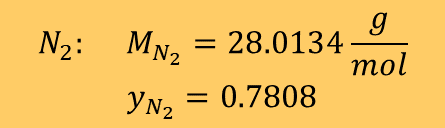 N₂: M_N₂ = 28.0134 g/mol
y_N₂ = 0.7808